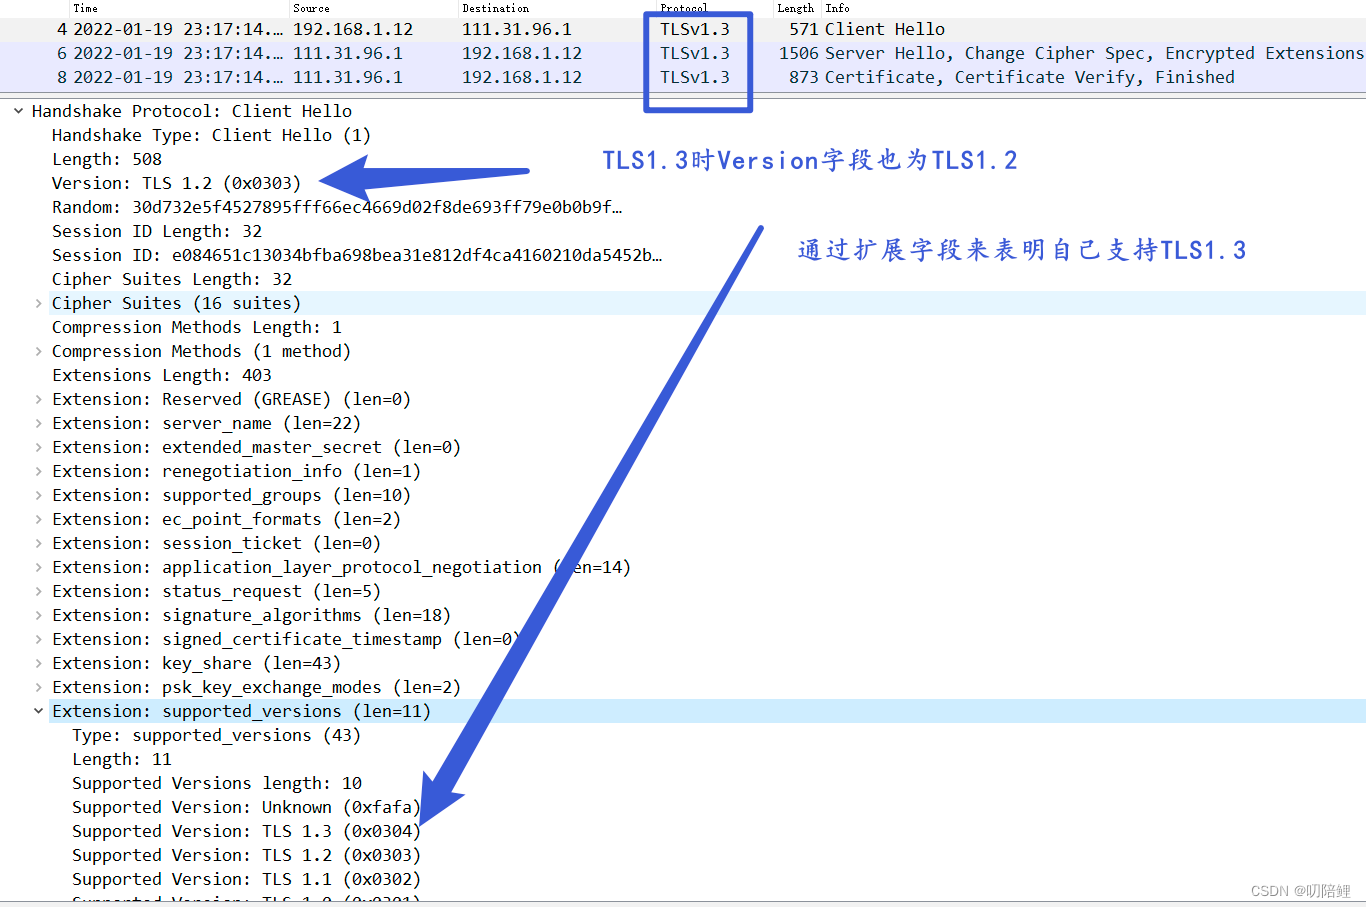 Time Source Destination Protocol Length Info
4 2022-01-19 23:17:14.… 192.168.1.12 111.31.96.1 TLSv1.3 571 Client Hello
6 2022-01-19 23:17:14.… 111.31.96.1 192.168.1.12 TLSv1.3 1506 Server Hello, Change Cipher Spec, Encrypted Extensions
8 2022-01-19 23:17:14.… 111.31.96.1 192.168.1.12 TLSv1.3 873 Certificate, Certificate Verify, Finished
Handshake Protocol: Client Hello
Handshake Type: Client Hello (1)
Length: 508
TLS1.3时Version字段也为TLS1.2
Version: TLS 1.2 (0x0303)
Random: 30d732e5f4527895fff66ec4669d02f8de693ff79e0b0b9f…
Session ID Length: 32
通过扩展字段来表明自己支持TLS1.3
Session ID: e084651c13034bfba698bea31e812df4ca4160210da5452b…
Cipher Suites Length: 32
Cipher Suites (16 suites)
Compression Methods Length: 1
Compression Methods (1 method)
Extensions Length: 403
Extension: Reserved (GREASE) (len=0)
Extension: server_name (len=22)
Extension: extended_master_secret (len=0)
Extension: renegotiation_info (len=1)
Extension: supported_groups (len=10)
Extension: ec_point_formats (len=2)
Extension: session_ticket (len=0)
Extension: application_layer_protocol_negotiation (len=14)
Extension: status_request (len=5)
Extension: signature_algorithms (len=18)
Extension: signed_certificate_timestamp (len=0)
Extension: key_share (len=43)
Extension: psk_key_exchange_modes (len=2)
Extension: supported_versions (len=11)
Type: supported_versions (43)
Length: 11
Supported Versions length: 10
Supported Version: Unknown (0xfafa)
Supported Version: TLS 1.3 (0x0304)
Supported Version: TLS 1.2 (0x0303)
Supported Version: TLS 1.1 (0x0302)
Supported Version: TLS 1.0 (0x0301)
CSDN @叨陪鲤